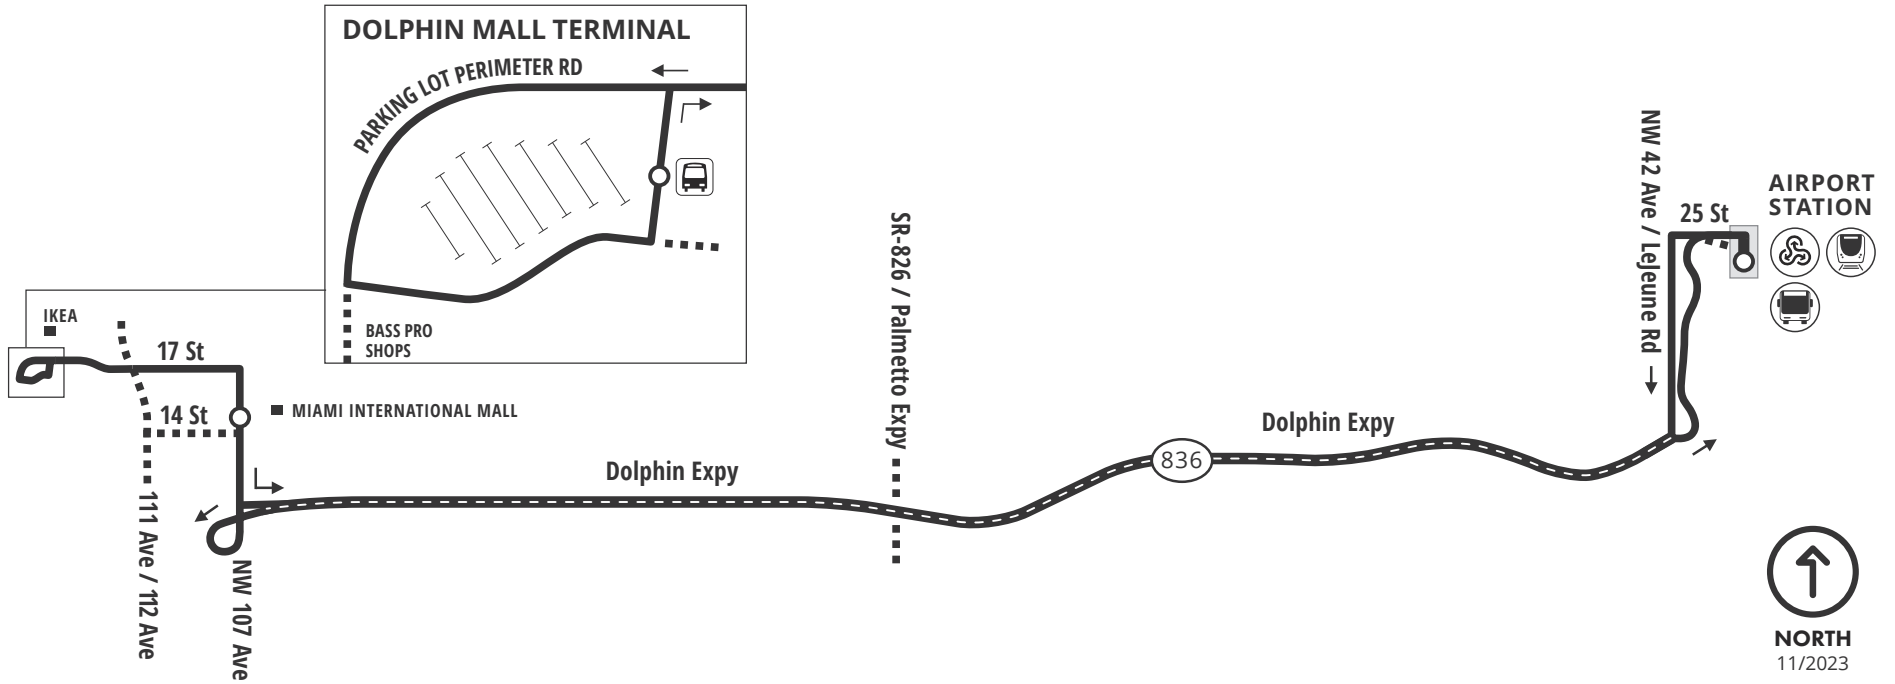 DOLPHIN MALL TERMINAL
PARKING LOT PERIMETER RD
BASS PRO
SHOPS
IKEA
17 St
14 St
MIAMI INTERNATIONAL MALL
111 Ave / 112 Ave
NW 107 Ave
Dolphin Expy
SR-826 / Palmetto Expy
836
Dolphin Expy
NW 42 Ave / LeJeune Rd
25 St
AIRPORT
STATION
NORTH
11/2023